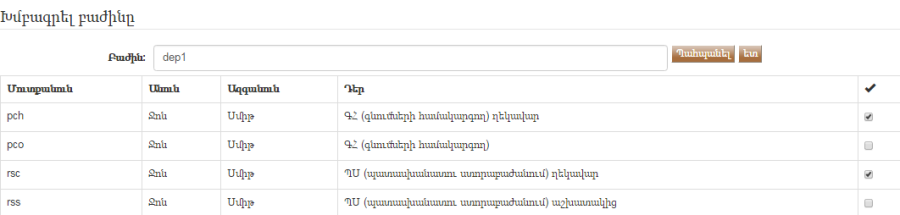 Խմբագրել բաժինը
Բաժին: dep1 Պահպանել ետ
Մուտքանուն Անուն Ազգանուն Դեր
pch Ջոն Սմիթ ԳՀ (գնումների համակարգող) ղեկավար
pco Ջոն Սմիթ ԳՀ (գնումների համակարգող)
rsc Ջոն Սմիթ ՊՍ (պատասխանատու ստորաբաժանում) ղեկավար
rss Ջոն Սմիթ ՊՍ (պատասխանատու ստորաբաժանում) աշխատակից